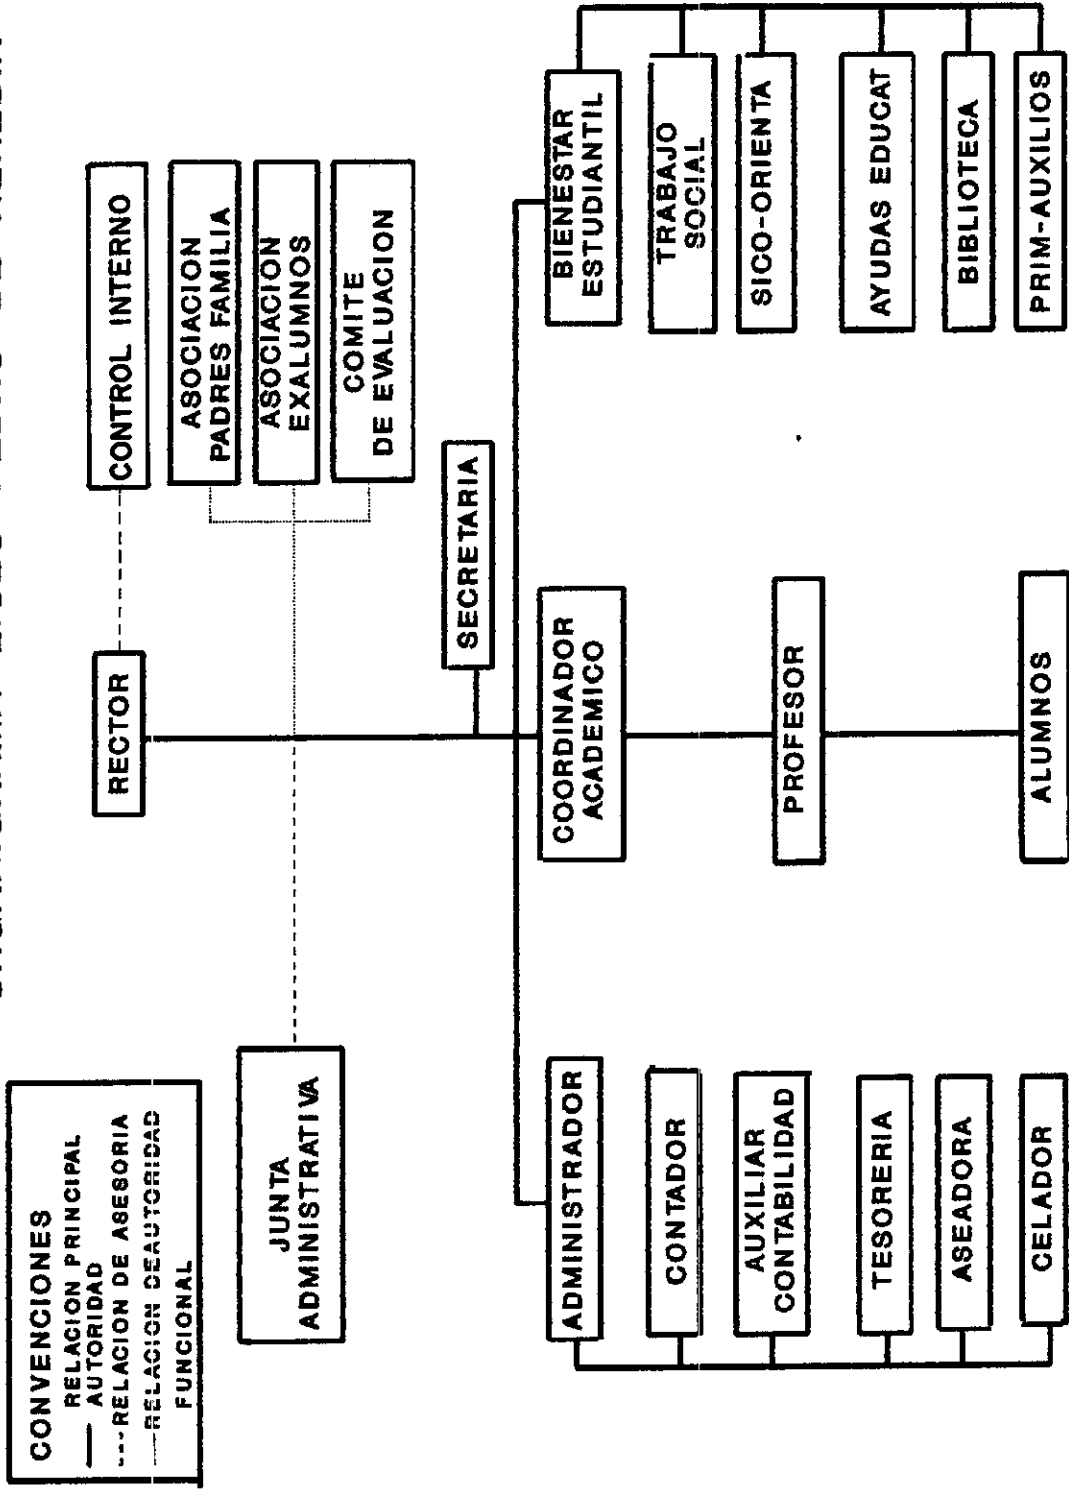 CONVENCIONES
RELACION PRINCIPAL
AUTORIDAD
RELACION DE ASESORIA
RELACION DEAUTORIDAD
FUNCIONAL
RECTOR
CONTROL INTERNO
JUNTA
ADMINISTRATIVA
ASOCIACION
PADRES FAMILIA
ASOCIACION
EXALUMNOS
COMITE
DE EVALUACION
SECRETARIA
ADMINISTRADOR
CONTADOR
AUXILIAR
CONTABILIDAD
TESORERIA
ASEADORA
CELADOR
COORDINADOR
ACADEMICO
PROFESOR
ALUMNOS
BIENESTAR
ESTUDIANTIL
TRABAJO
SOCIAL
SICO-ORIENTA
AYUDAS EDUCAT
BIBLIOTECA
PRIM-AUXILIOS